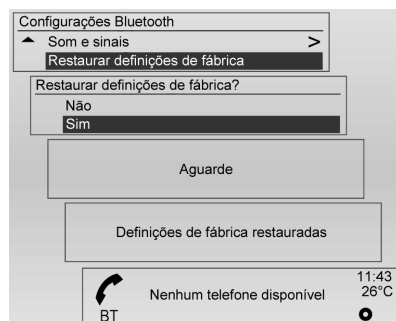 Configurações Bluetooth
Som e sinais >
Restaurar definições de fábrica
Restaurar definições de fábrica?
Não
Sim
Aguarde
Definições de fábrica restauradas
11:43
Nenhum telefone disponível 26°C
BT